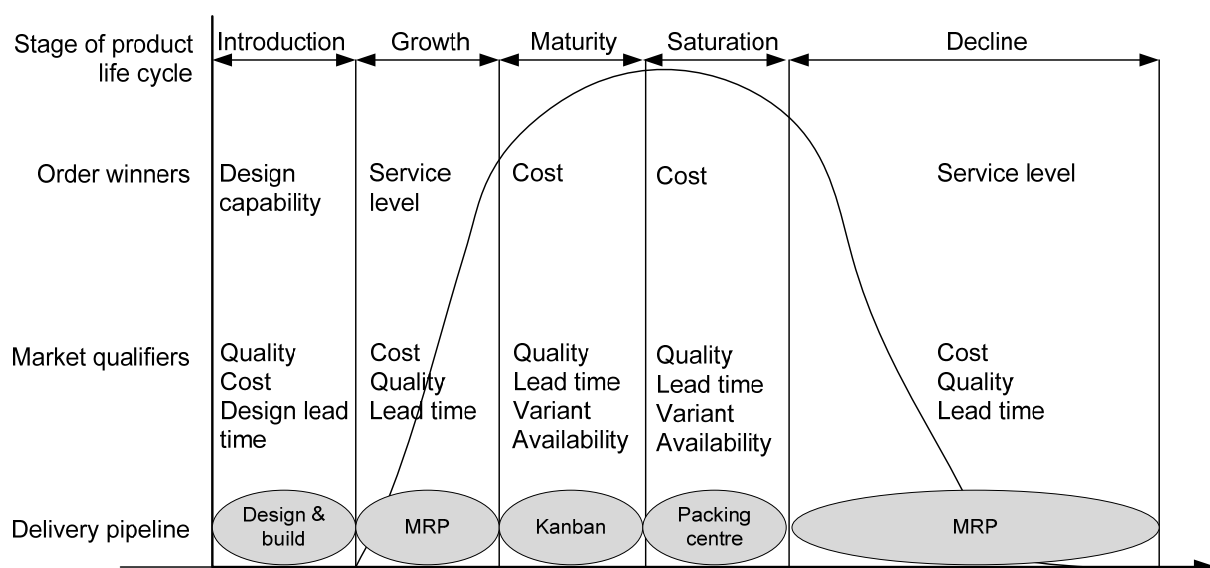 Stage of product
life cycle
Introduction
Growth
Maturity
Saturation
Decline
Order winners
Design
capability
Service
level
Cost
Cost
Service level
Market qualifiers
Quality
Cost
Design lead
time
Cost
Quality
Lead time
Quality
Lead time
Variant
Availability
Quality
Lead time
Variant
Availability
Cost
Quality
Lead time
Delivery pipeline
Design &
build
MRP
Kanban
Packing
centre
MRP